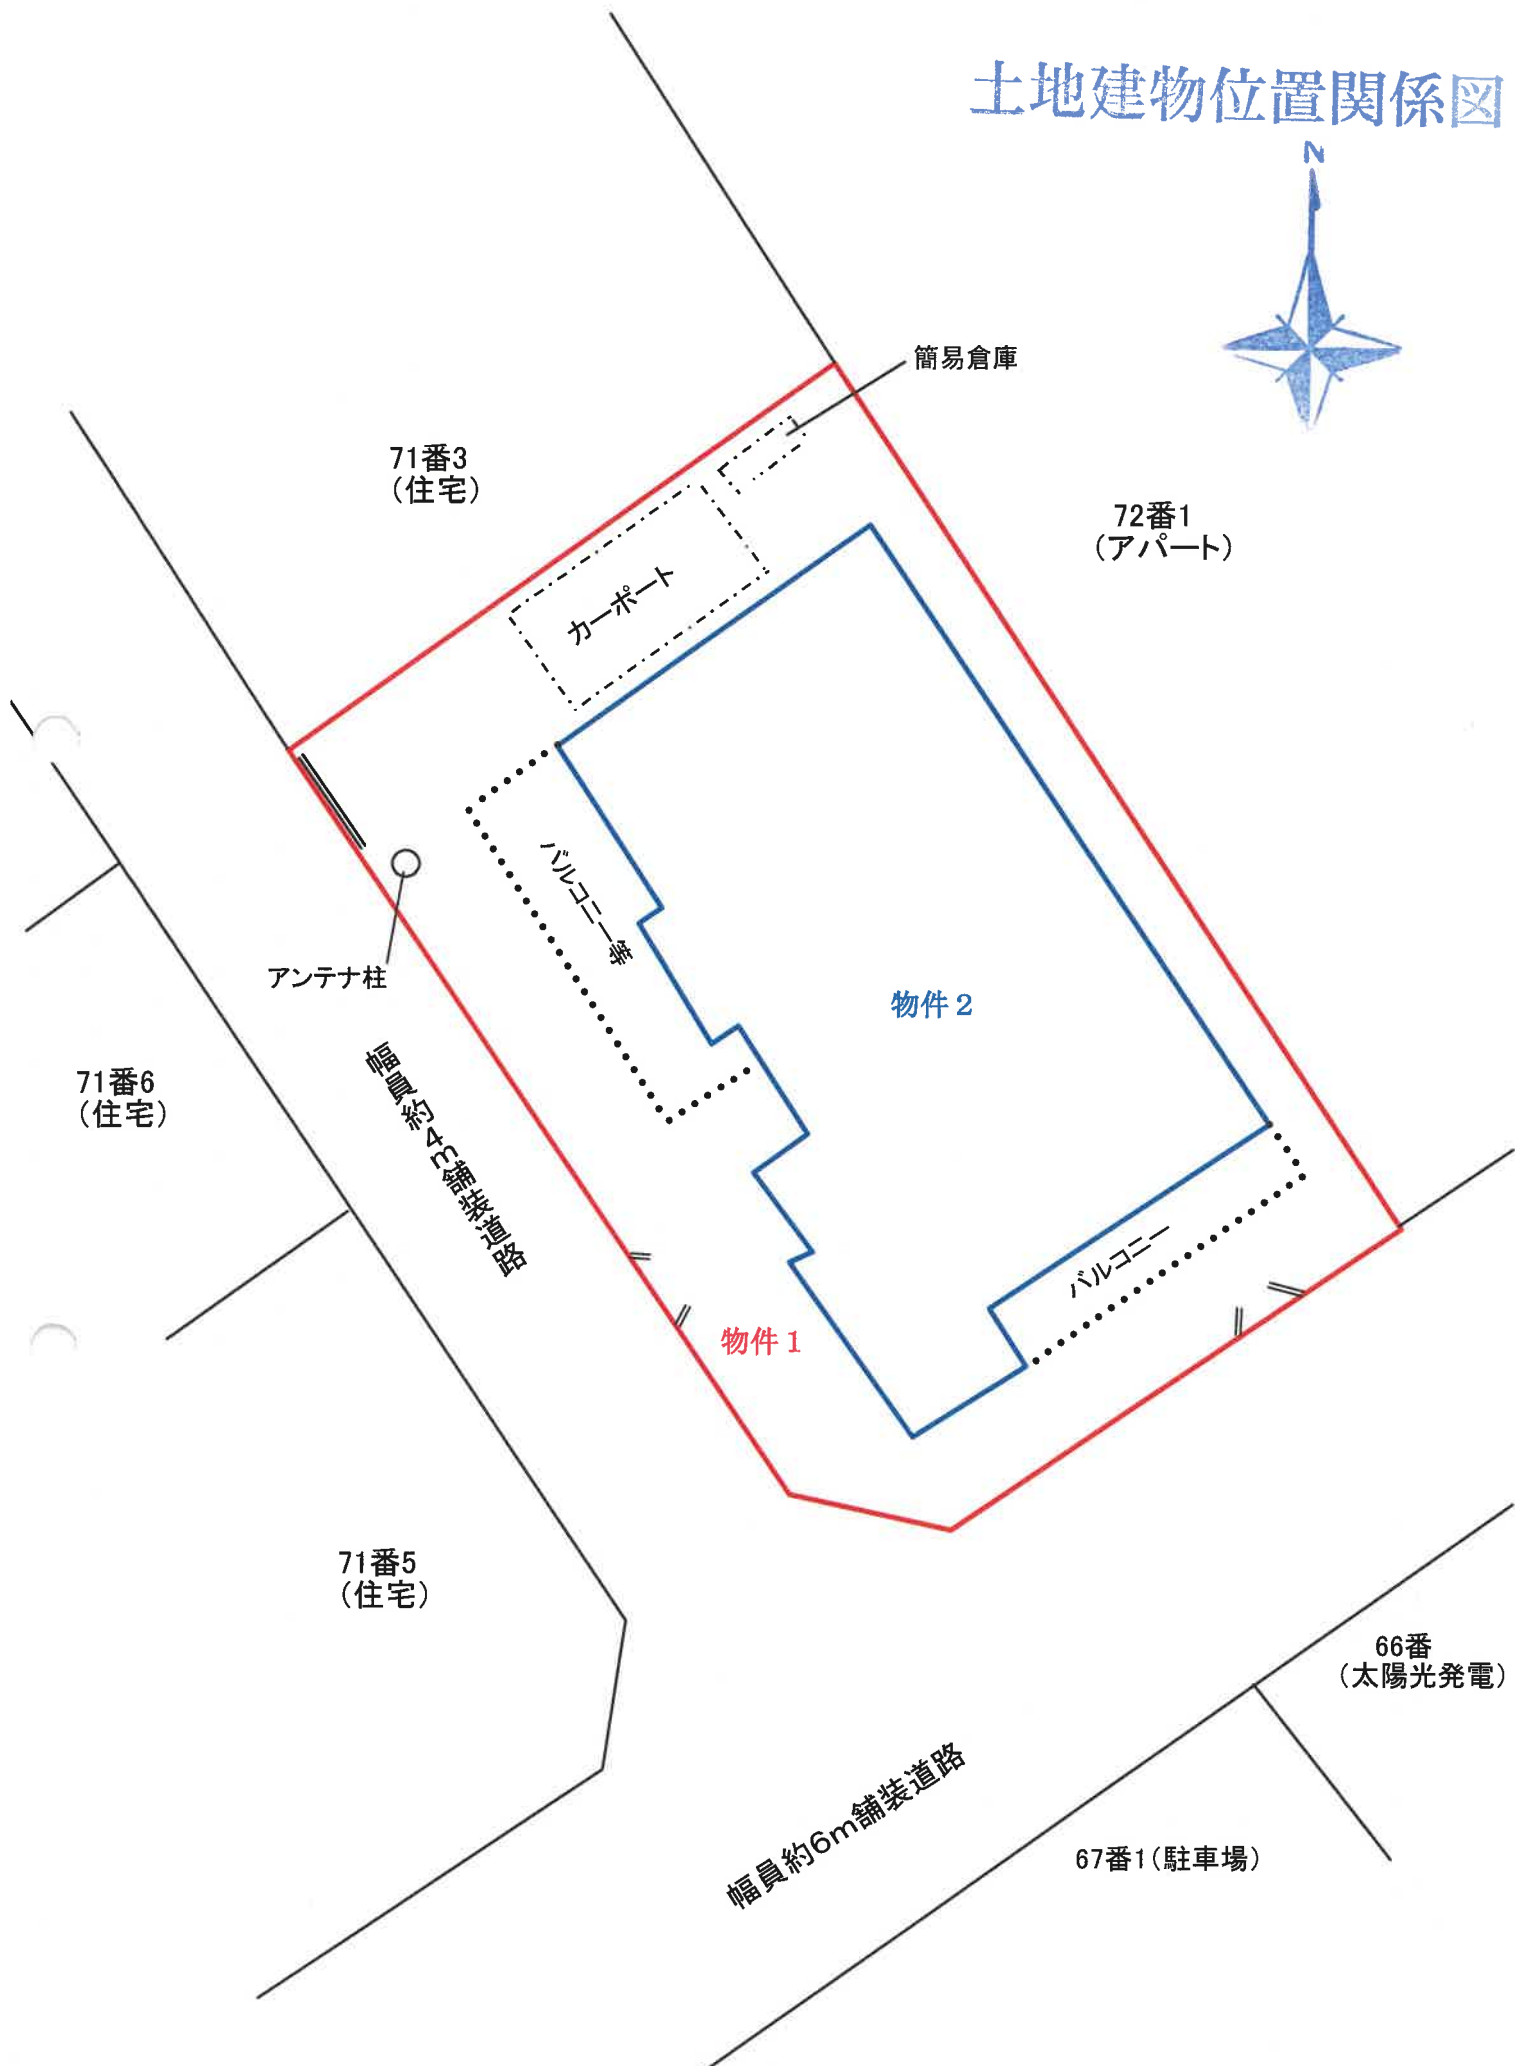 土地建物位置関係図
N
簡易倉庫
71番3
（住宅）
72番1
（アパート）
カーポート
バルコニー等
アンテナ柱
物件２
71番6
（住宅）
幅員約4m舗装道路
バルコニー
物件１
71番5
（住宅）
66番
（太陽光発電）
幅員約6m舗装道路
67番1（駐車場）